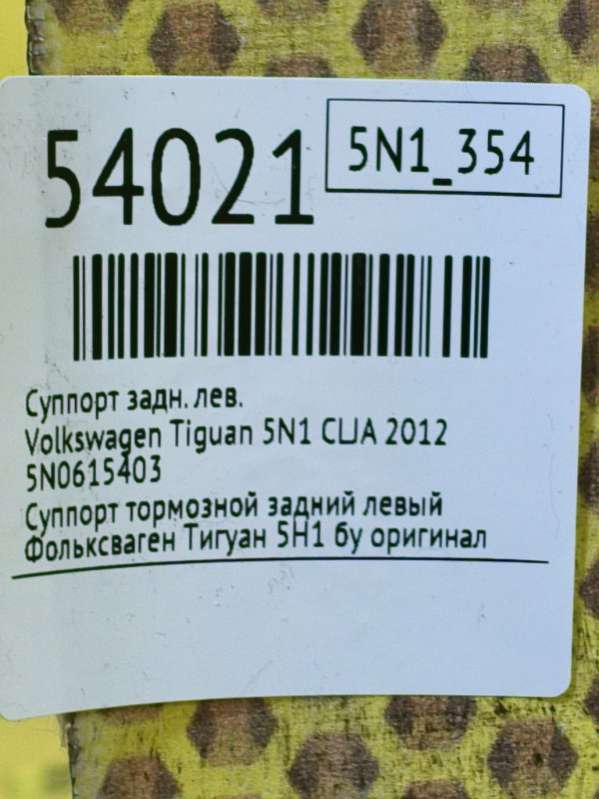 54021
5N1_354
Суппорт задн. лев.
Volkswagen Tiguan 5N1 CIJA 2012
5N0615403
Суппорт тормозной задний левый
Фольксваген Тигуан 5Н1 бу оригинал